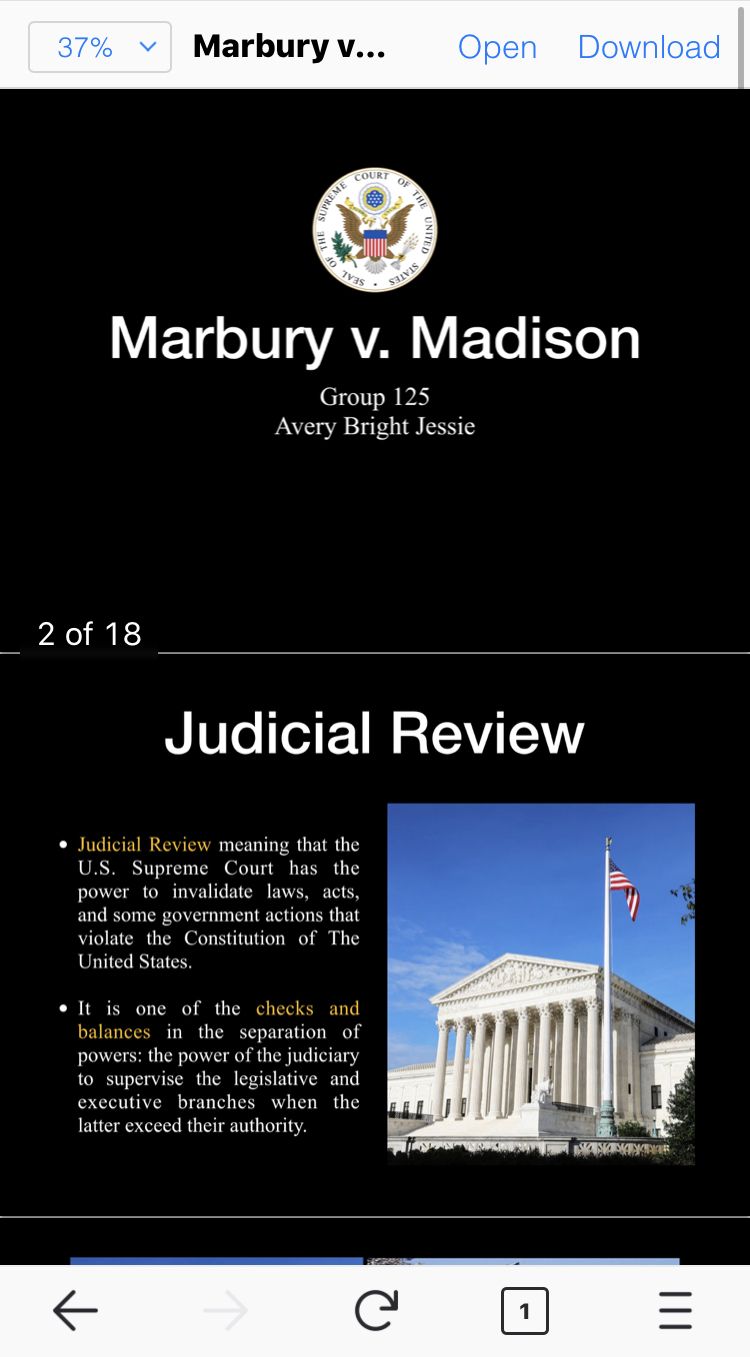 37%
Marbury v...
Open
Download
SEAL OF THE SUPREME COURT OF THE UNITED STATES
Marbury v. Madison
Group 125
Avery Bright Jessie
2 of 18
Judicial Review
• Judicial Review meaning that the
U.S. Supreme Court has the
power to invalidate laws, acts,
and some government actions that
violate the Constitution of The
United States.
• It is one of the checks and
balances in the separation of
powers: the power of the judiciary
to supervise the legislative and
executive branches when the
latter exceed their authority.
1